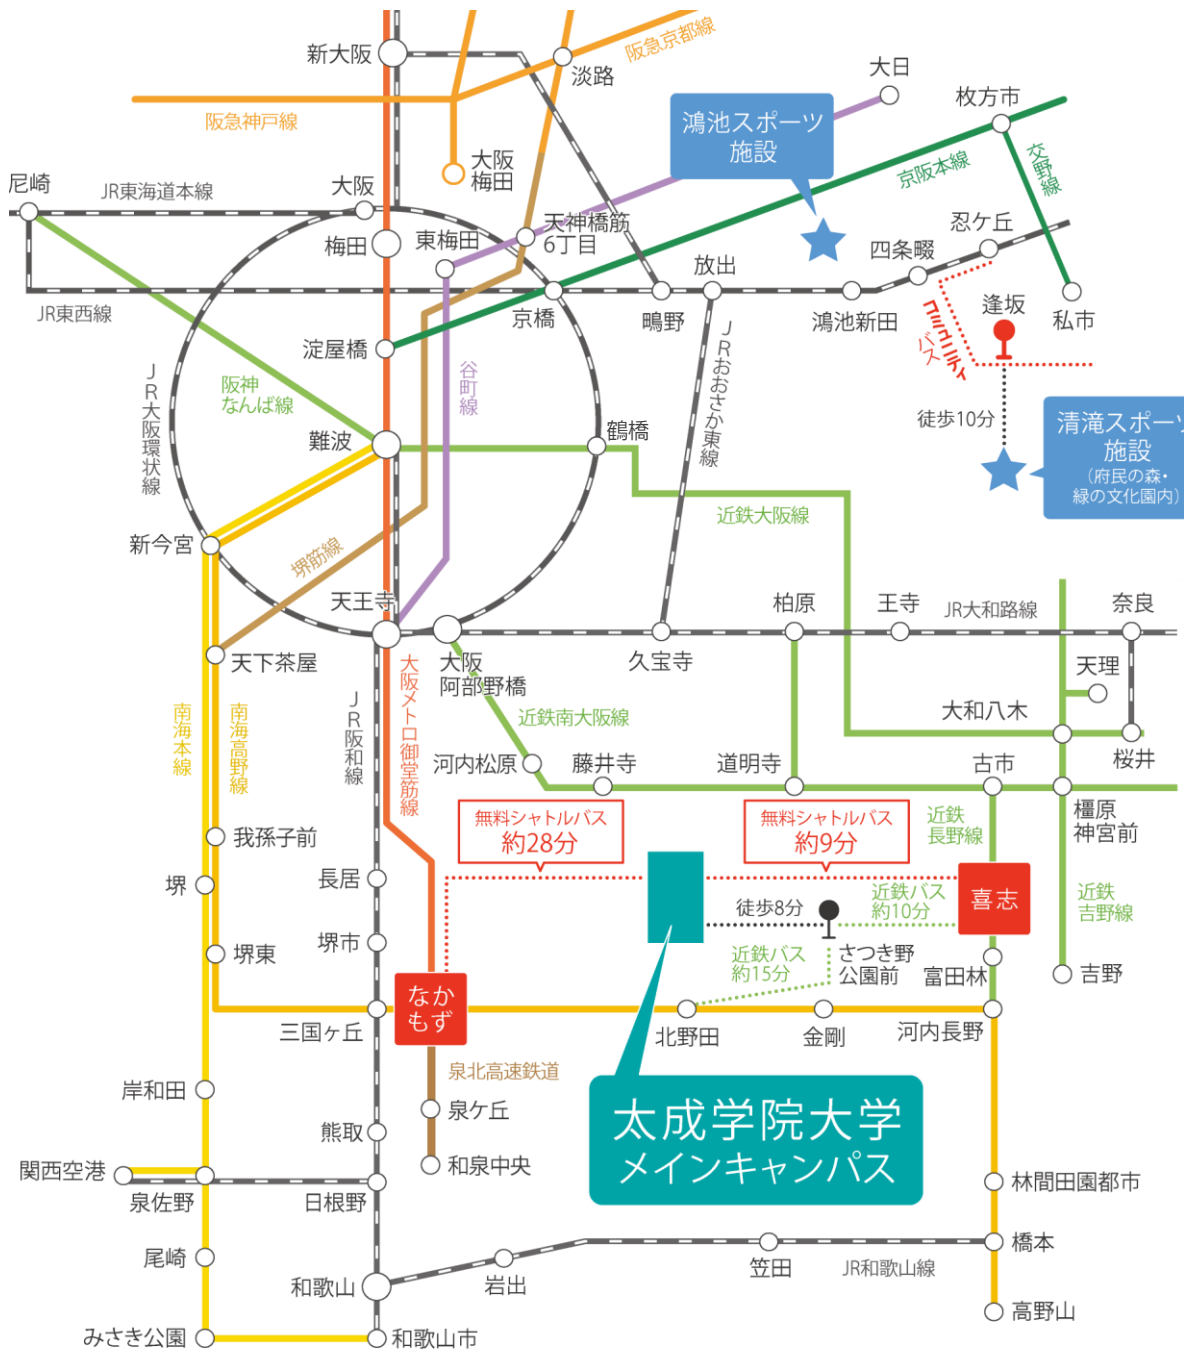 新大阪
淡路
阪急京都線
大日
枚方市
阪急神戸線
大阪
梅田
鴻池スポーツ
施設
京阪本線
交野線
尼崎
JR東海道本線
大阪
梅田
東梅田
天神橋筋
6丁目
放出
四条畷
忍ケ丘
JR東西線
淀屋橋
京橋
鴫野
鴻池新田
コミュニティ
バス
逢坂
私市
JR大阪環状線
阪神
なんば線
谷町線
JRおおさか東線
徒歩10分
難波
鶴橋
清滝スポーツ
施設
(府民の森・
緑の文化園内)
近鉄大阪線
新今宮
堺筋線
天王寺
柏原
王寺
JR大和路線
奈良
天下茶屋
大阪
阿部野橋
久宝寺
天理
南海本線
南海高野線
JR阪和線
大阪メトロ御堂筋線
近鉄南大阪線
大和八木
桜井
河内松原
藤井寺
道明寺
古市
橿原
神宮前
我孫子前
無料シャトルバス
約28分
無料シャトルバス
約9分
近鉄
長野線
堺
長居
徒歩8分
近鉄バス
約10分
喜志
近鉄
吉野線
堺東
堺市
近鉄バス
約15分
さつき野
公園前
富田林
吉野
なか
もず
三国ヶ丘
北野田
金剛
河内長野
泉北高速鉄道
岸和田
泉ケ丘
太成学院大学
メインキャンパス
熊取
和泉中央
関西空港
泉佐野
日根野
林間田園都市
尾崎
和歌山
岩出
笠田
JR和歌山線
橋本
高野山
みさき公園
和歌山市